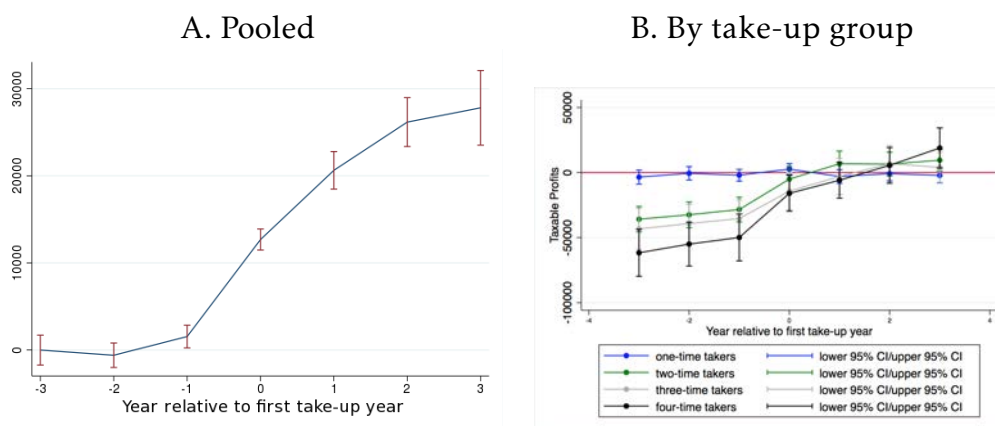 A. Pooled
B. By take-up group
30000
20000
10000
0
-3 -2 -1 0 1 2 3
Year relative to first take-up year
Taxable Profits
50000
0
-50000
-100000
-4 -2 0 2 4
Year relative to first take-up year
one-time takers lower 95% CI/upper 95% CI
two-time takers lower 95% CI/upper 95% CI
three-time takers lower 95% CI/upper 95% CI
four-time takers lower 95% CI/upper 95% CI